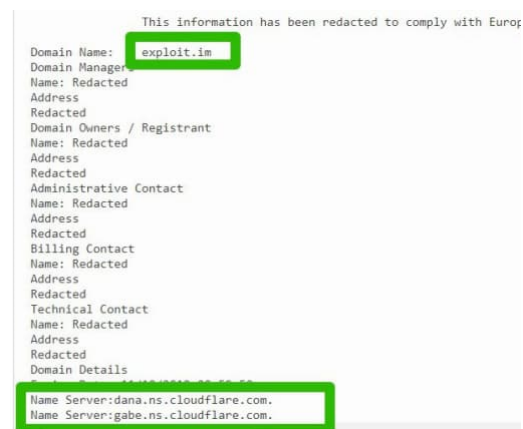 This information has been redacted to comply with Europ
Domain Name: exploit.im
Domain Managers
Name: Redacted
Address
Redacted
Domain Owners / Registrant
Name: Redacted
Address
Redacted
Administrative Contact
Name: Redacted
Address
Redacted
Billing Contact
Name: Redacted
Address
Redacted
Technical Contact
Name: Redacted
Address
Redacted
Domain Details
Name Server:dana.ns.cloudflare.com.
Name Server:gabe.ns.cloudflare.com.